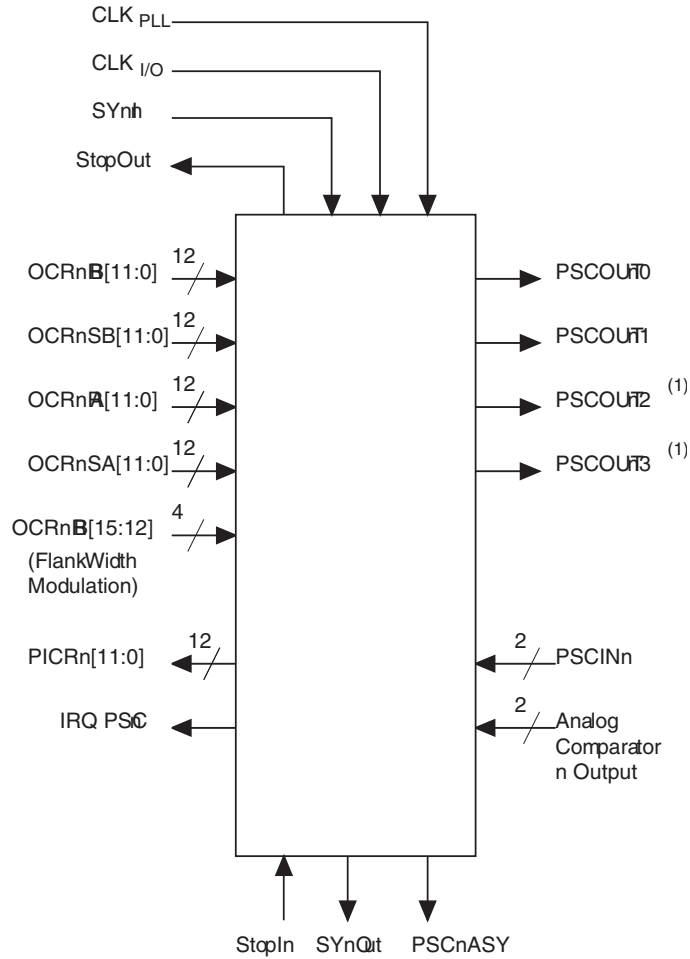 CLK PLL
CLK I/O
SYnIn
StopOut
12
OCRnRB[11:0]
PSCOUTn0
12
OCRnSB[11:0]
PSCOUTn1
12
OCRnRA[11:0]
PSCOUTn2 (1)
12
OCRnSA[11:0]
PSCOUTn3 (1)
4
OCRnRB[15:12]
(FlankWidth
Modulation)
12
PICRn[11:0]
2
PSCINn
IRQ PSCn
2
Analog
Comparator
n Output
StopIn
SYnOut
PSCnASY